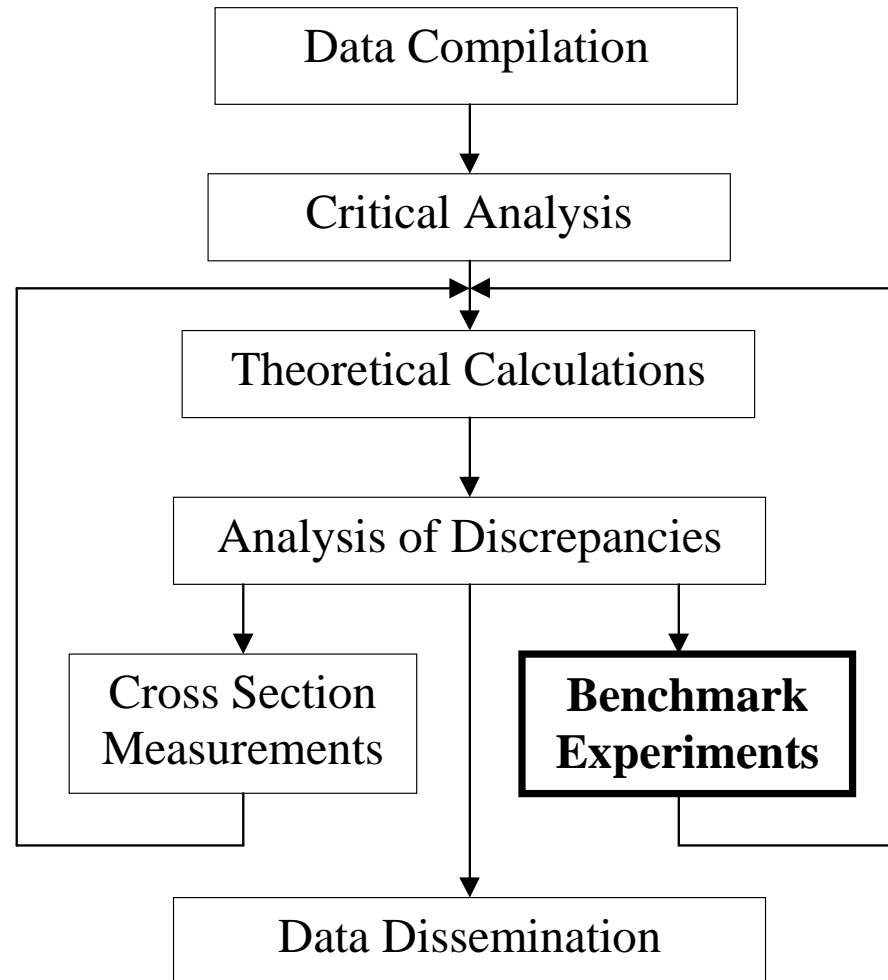 Data Compilation
Critical Analysis
Theoretical Calculations
Analysis of Discrepancies
Cross Section
Measurements
Benchmark
Experiments
Data Dissemination